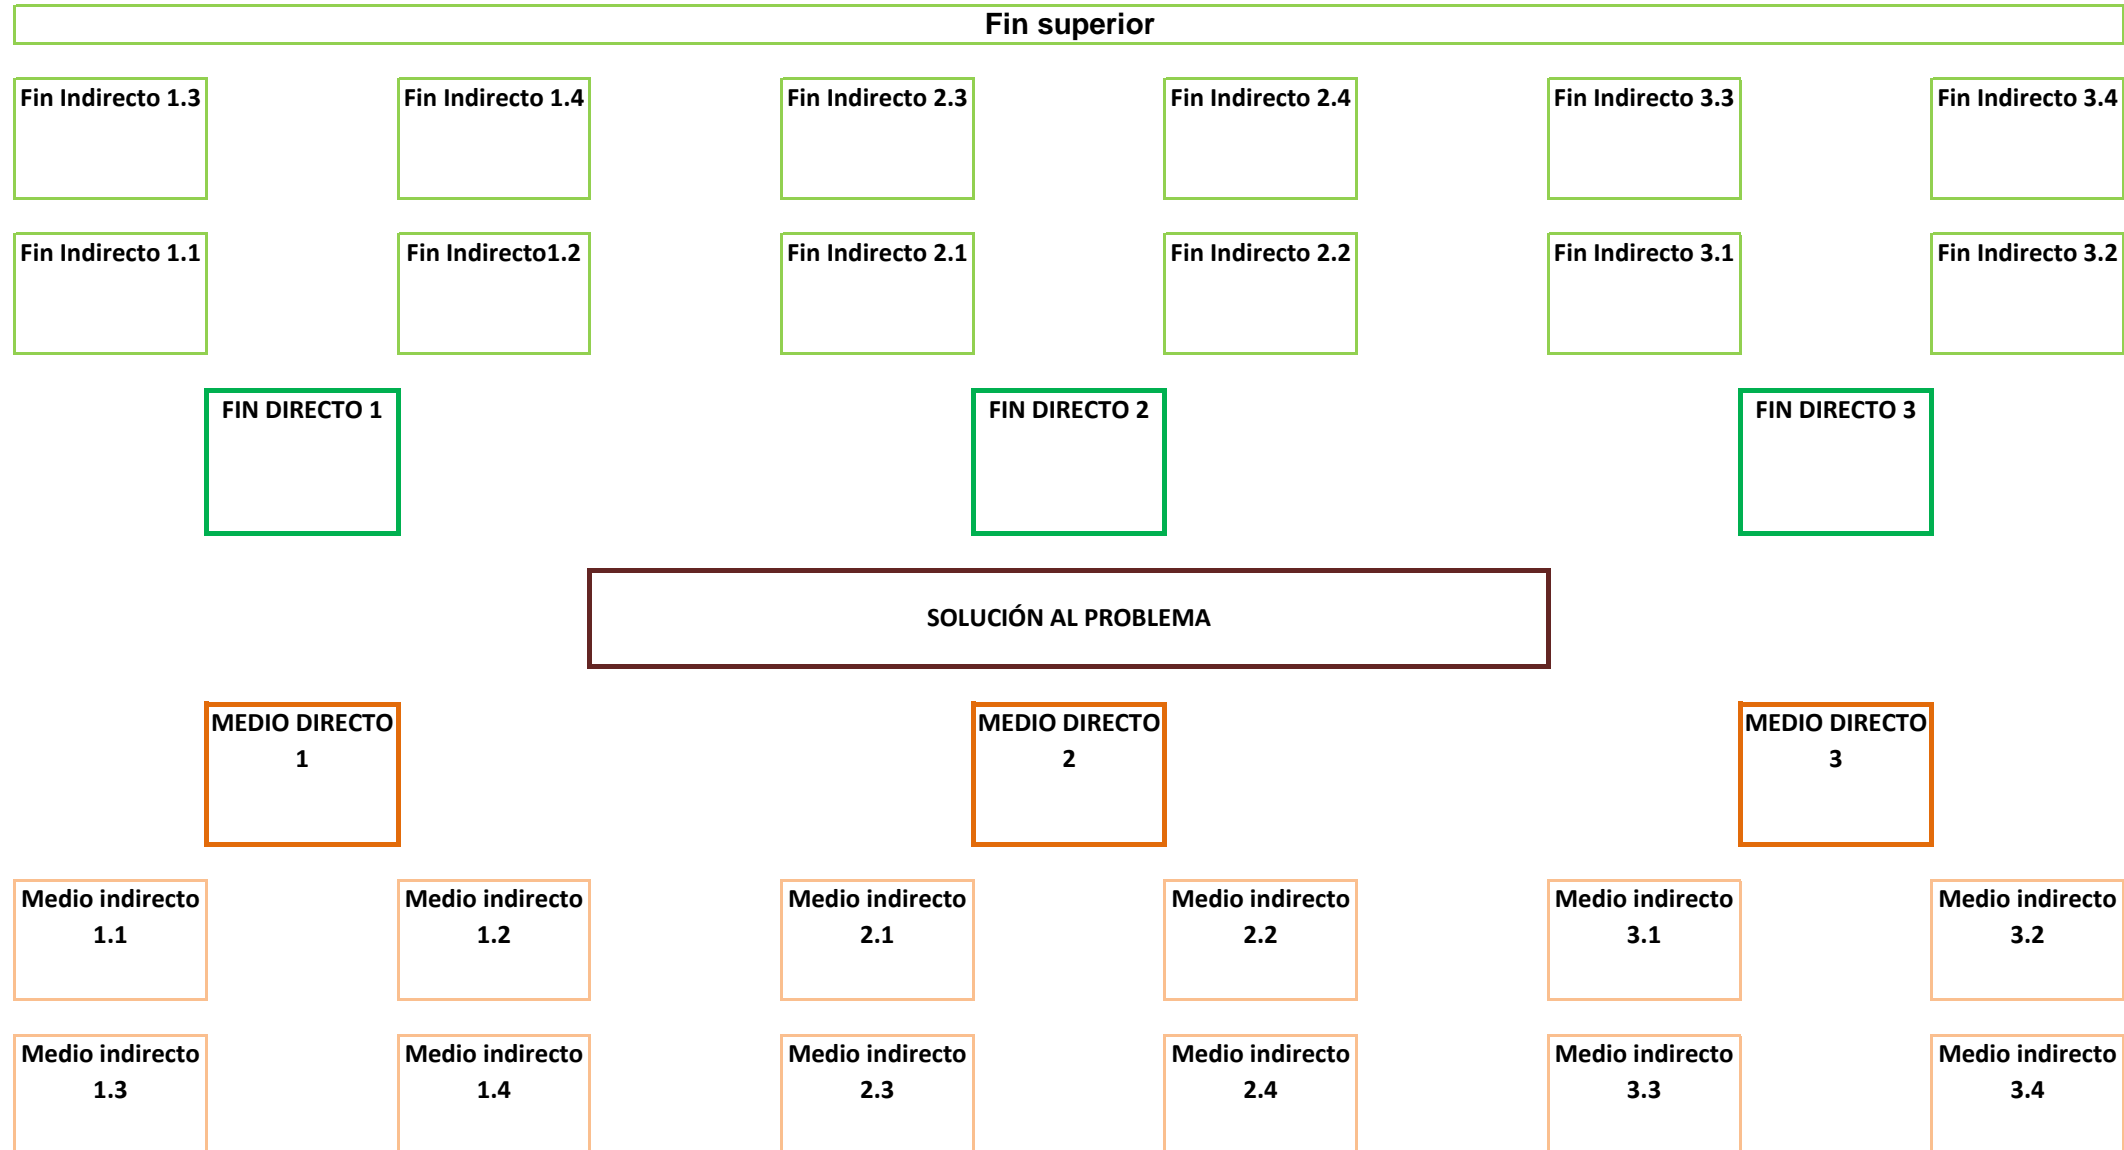 Fin superior
Fin Indirecto 1.3
Fin Indirecto 1.4
Fin Indirecto 2.3
Fin Indirecto 2.4
Fin Indirecto 3.3
Fin Indirecto 3.4
Fin Indirecto 1.1
Fin Indirecto1.2
Fin Indirecto 2.1
Fin Indirecto 2.2
Fin Indirecto 3.1
Fin Indirecto 3.2
FIN DIRECTO 1
FIN DIRECTO 2
FIN DIRECTO 3
SOLUCIÓN AL PROBLEMA
MEDIO DIRECTO
1
MEDIO DIRECTO
2
MEDIO DIRECTO
3
Medio indirecto
1.1
Medio indirecto
1.2
Medio indirecto
2.1
Medio indirecto
2.2
Medio indirecto
3.1
Medio indirecto
3.2
Medio indirecto
1.3
Medio indirecto
1.4
Medio indirecto
2.3
Medio indirecto
2.4
Medio indirecto
3.3
Medio indirecto
3.4